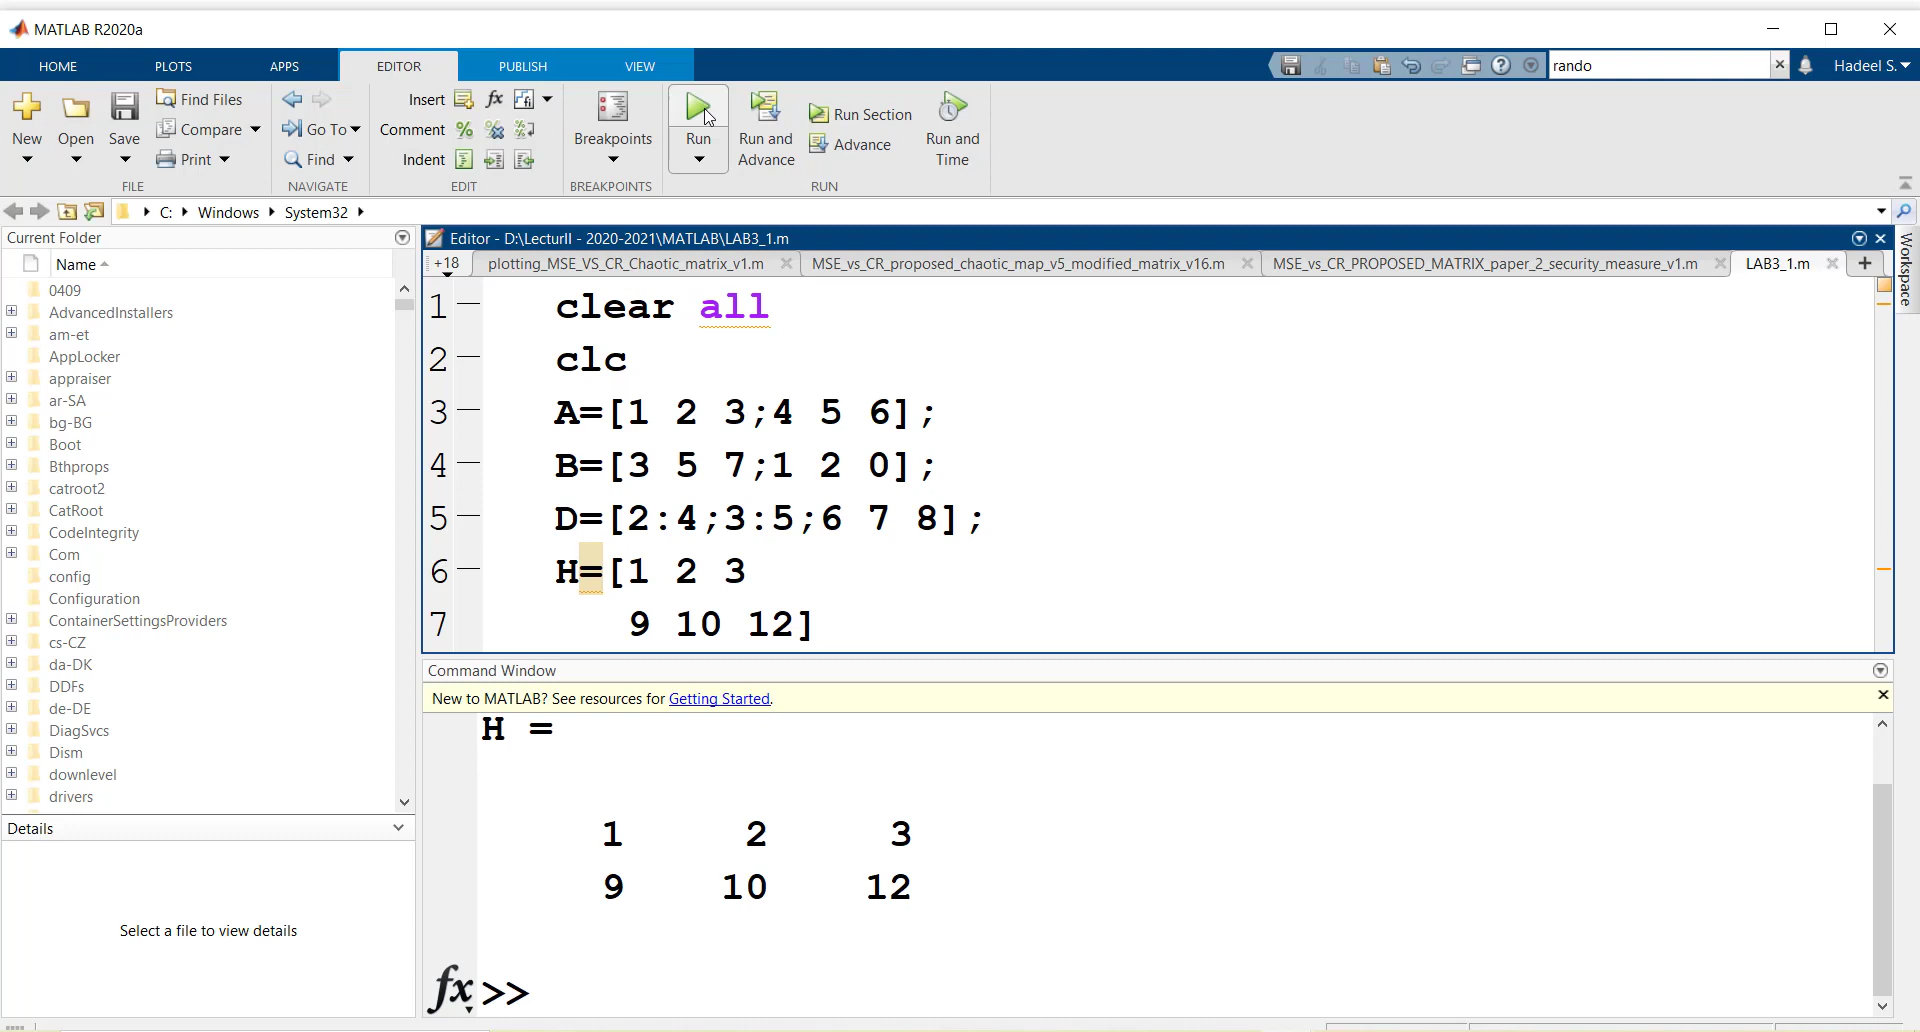 MATLAB R2020a
HOME PLOTS APPS EDITOR PUBLISH VIEW rando Hadeel S.
New Open Save Find Files Compare Print
Go To Find
Insert Comment Indent
Breakpoints
Run Run and Advance Run Section Advance Run and Time
FILE NAVIGATE EDIT BREAKPOINTS RUN
C: Windows System32
Current Folder
Name
0409
AdvancedInstallers
am-et
AppLocker
appraiser
ar-SA
bg-BG
Boot
Bthprops
catroot2
CatRoot
CodeIntegrity
Com
config
Configuration
ContainerSettingsProviders
cs-CZ
da-DK
DDFs
de-DE
DiagSvcs
Dism
downlevel
drivers
Details
Select a file to view details
Editor - D:\LecturII - 2020-2021\MATLAB\LAB3_1.m
+18 plotting_MSE_VS_CR_Chaotic_matrix_v1.m MSE_vs_CR_proposed_chaotic_map_v5_modified_matrix_v16.m MSE_vs_CR_PROPOSED_MATRIX_paper_2_security_measure_v1.m LAB3_1.m
1 clear all
2 clc
3 A=[1 2 3;4 5 6];
4 B=[3 5 7;1 2 0];
5 D=[2:4;3:5;6 7 8];
6 H=[1 2 3
7 9 10 12]
Command Window
New to MATLAB? See resources for Getting Started.
H =
1 2 3
9 10 12
fx >>
Workspace